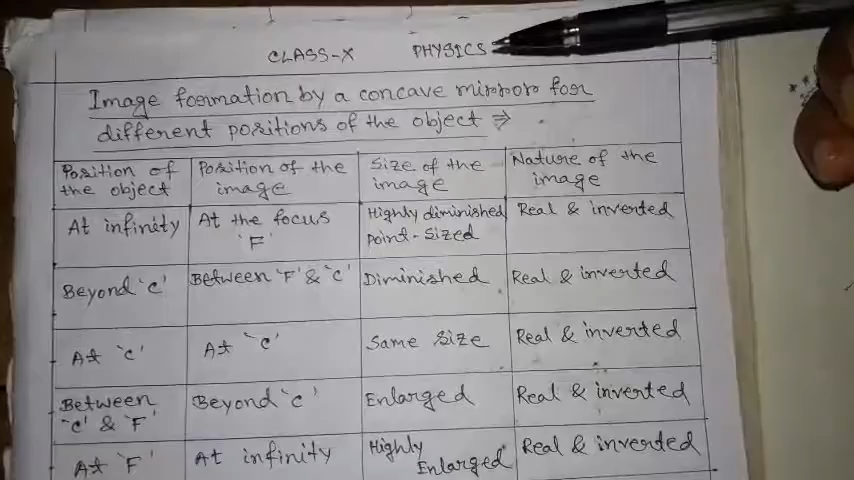 CLASS-X PHYSICS
Image formation by a concave mirror for
different positions of the object ⇒
Position of the object | Position of the image | Size of the image | Nature of the image
At infinity | At the focus 'F' | Highly diminished point-sized | Real & inverted
Beyond 'C' | Between 'F' & 'C' | Diminished | Real & inverted
At 'C' | At 'C' | Same size | Real & inverted
Between 'C' & 'F' | Beyond 'C' | Enlarged | Real & inverted
At 'F' | At infinity | Highly Enlarged | Real & inverted